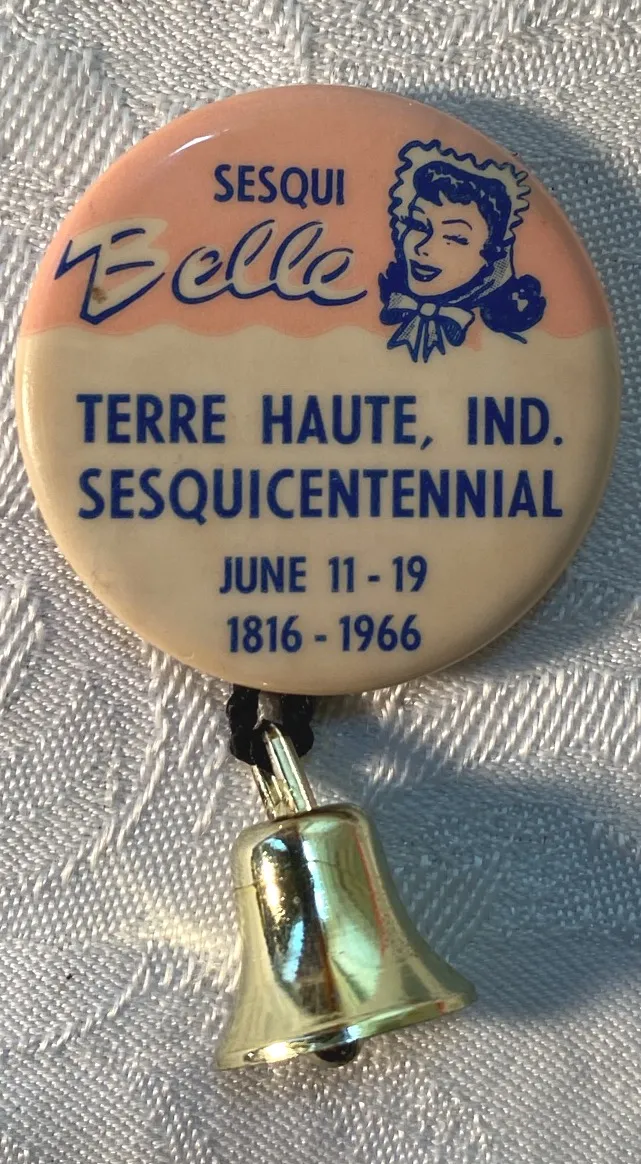 SESQUI
Belle
TERRE HAUTE, IND.
SESQUICENTENNIAL
JUNE 11 - 19
1816 - 1966